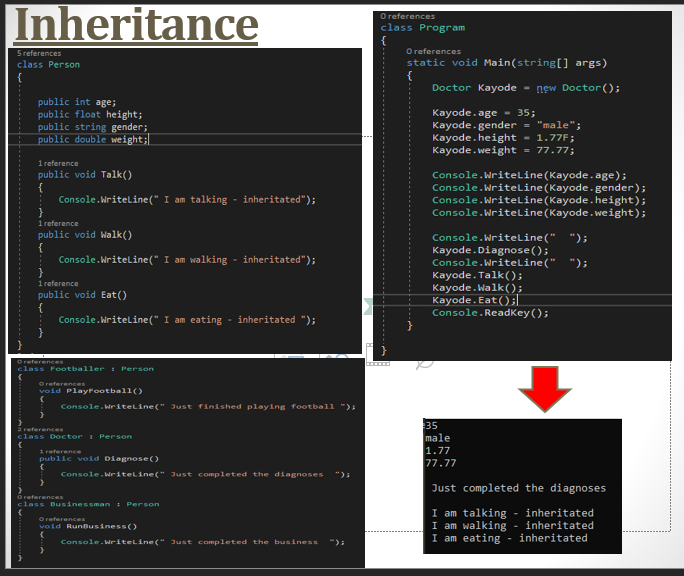 Inheritance
5 references
class Person
{
public int age;
public float height;
public string gender;
public double weight;
1 reference
public void Talk()
{
Console.WriteLine(" I am talking - inheritated");
}
1 reference
public void Walk()
{
Console.WriteLine(" I am walking - inheritated");
}
1 reference
public void Eat()
{
Console.WriteLine(" I am eating - inheritated ");
}
}
0 references
class Footballer : Person
{
0 references
void PlayFootball()
{
Console.WriteLine(" Just finished playing football ");
}
}
2 references
class Doctor : Person
{
1 reference
public void Diagnose()
{
Console.WriteLine(" Just completed the diagnoses  ");
}
}
0 references
class Businessman : Person
{
0 references
void RunBusiness()
{
Console.WriteLine(" Just completed the business  ");
}
}
0 references
class Program
{
0 references
static void Main(string[] args)
{
Doctor Kayode = new Doctor();
Kayode.age = 35;
Kayode.gender = "male";
Kayode.height = 1.77F;
Kayode.weight = 77.77;
Console.WriteLine(Kayode.age);
Console.WriteLine(Kayode.gender);
Console.WriteLine(Kayode.height);
Console.WriteLine(Kayode.weight);
Console.WriteLine("  ");
Kayode.Diagnose();
Console.WriteLine("  ");
Kayode.Talk();
Kayode.Walk();
Kayode.Eat();
Console.ReadKey();
}
}
35
male
1.77
77.77
Just completed the diagnoses
I am talking - inheritated
I am walking - inheritated
I am eating - inheritated